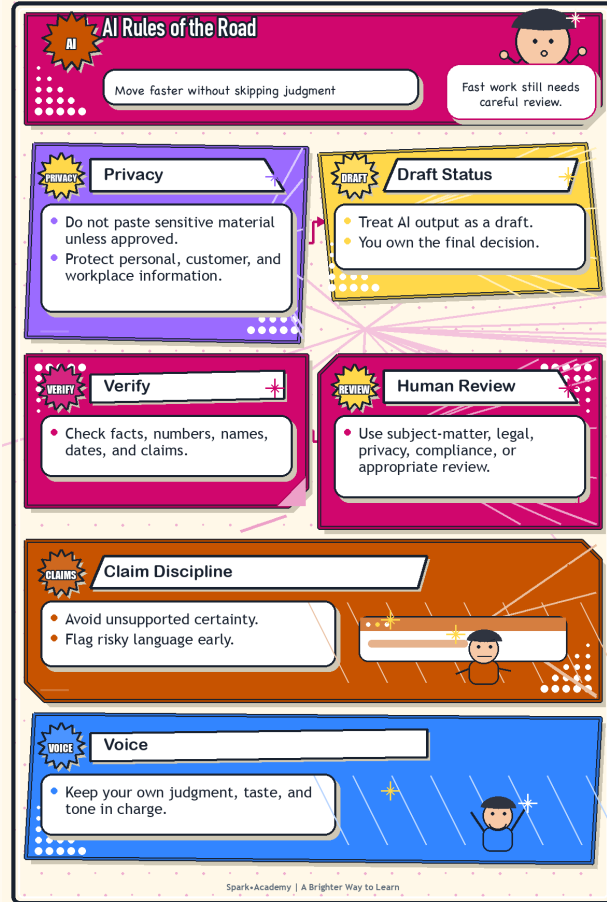 AI
AI Rules of the Road
Move faster without skipping judgment
Fast work still needs
careful review.
PRIVACY
Privacy
Do not paste sensitive material
unless approved.
Protect personal, customer, and
workplace information.
DRAFT
Draft Status
Treat AI output as a draft.
You own the final decision.
VERIFY
Verify
Check facts, numbers, names,
dates, and claims.
REVIEW
Human Review
Use subject-matter, legal,
privacy, compliance, or
appropriate review.
CLAIMS
Claim Discipline
Avoid unsupported certainty.
Flag risky language early.
VOICE
Voice
Keep your own judgment, taste, and
tone in charge.
Spark•Academy | A Brighter Way to Learn